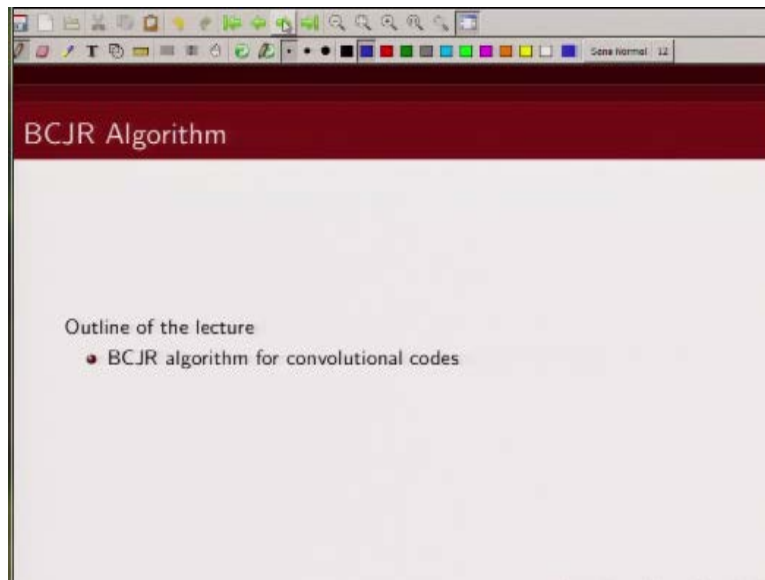 T
Sans Normal 12
BCJR Algorithm
Outline of the lecture
BCJR algorithm for convolutional codes